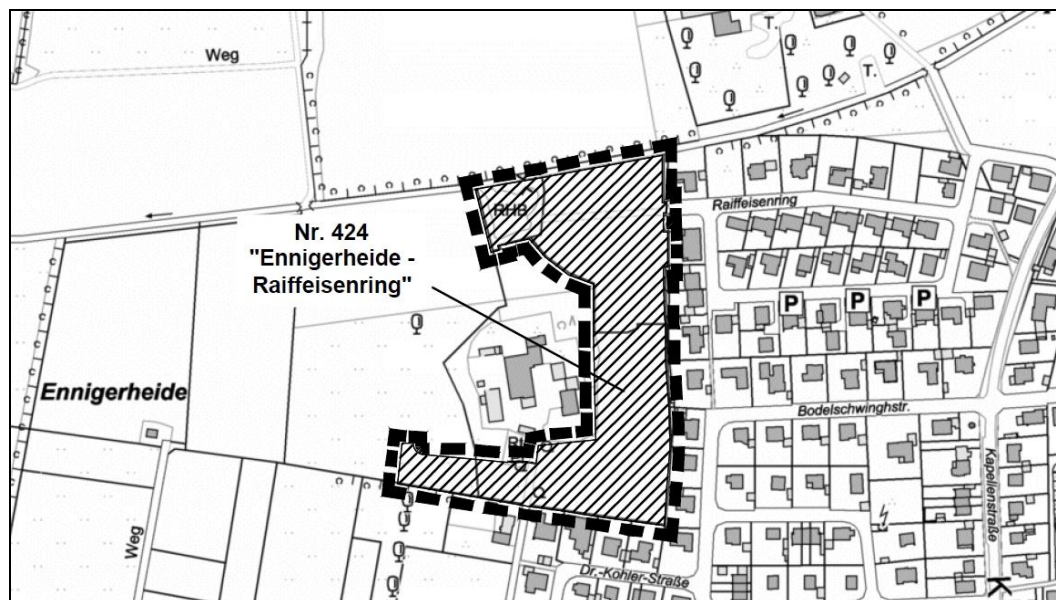 Weg
T.
T.
Raiffeisenring
RHB
Nr. 424
"Ennigerheide -
Raiffeisenring"
P
P
P
Ennigerheide
Bodelschwinghstr.
Kapellenstraße
Weg
Dr.-Kohler-Straße
K